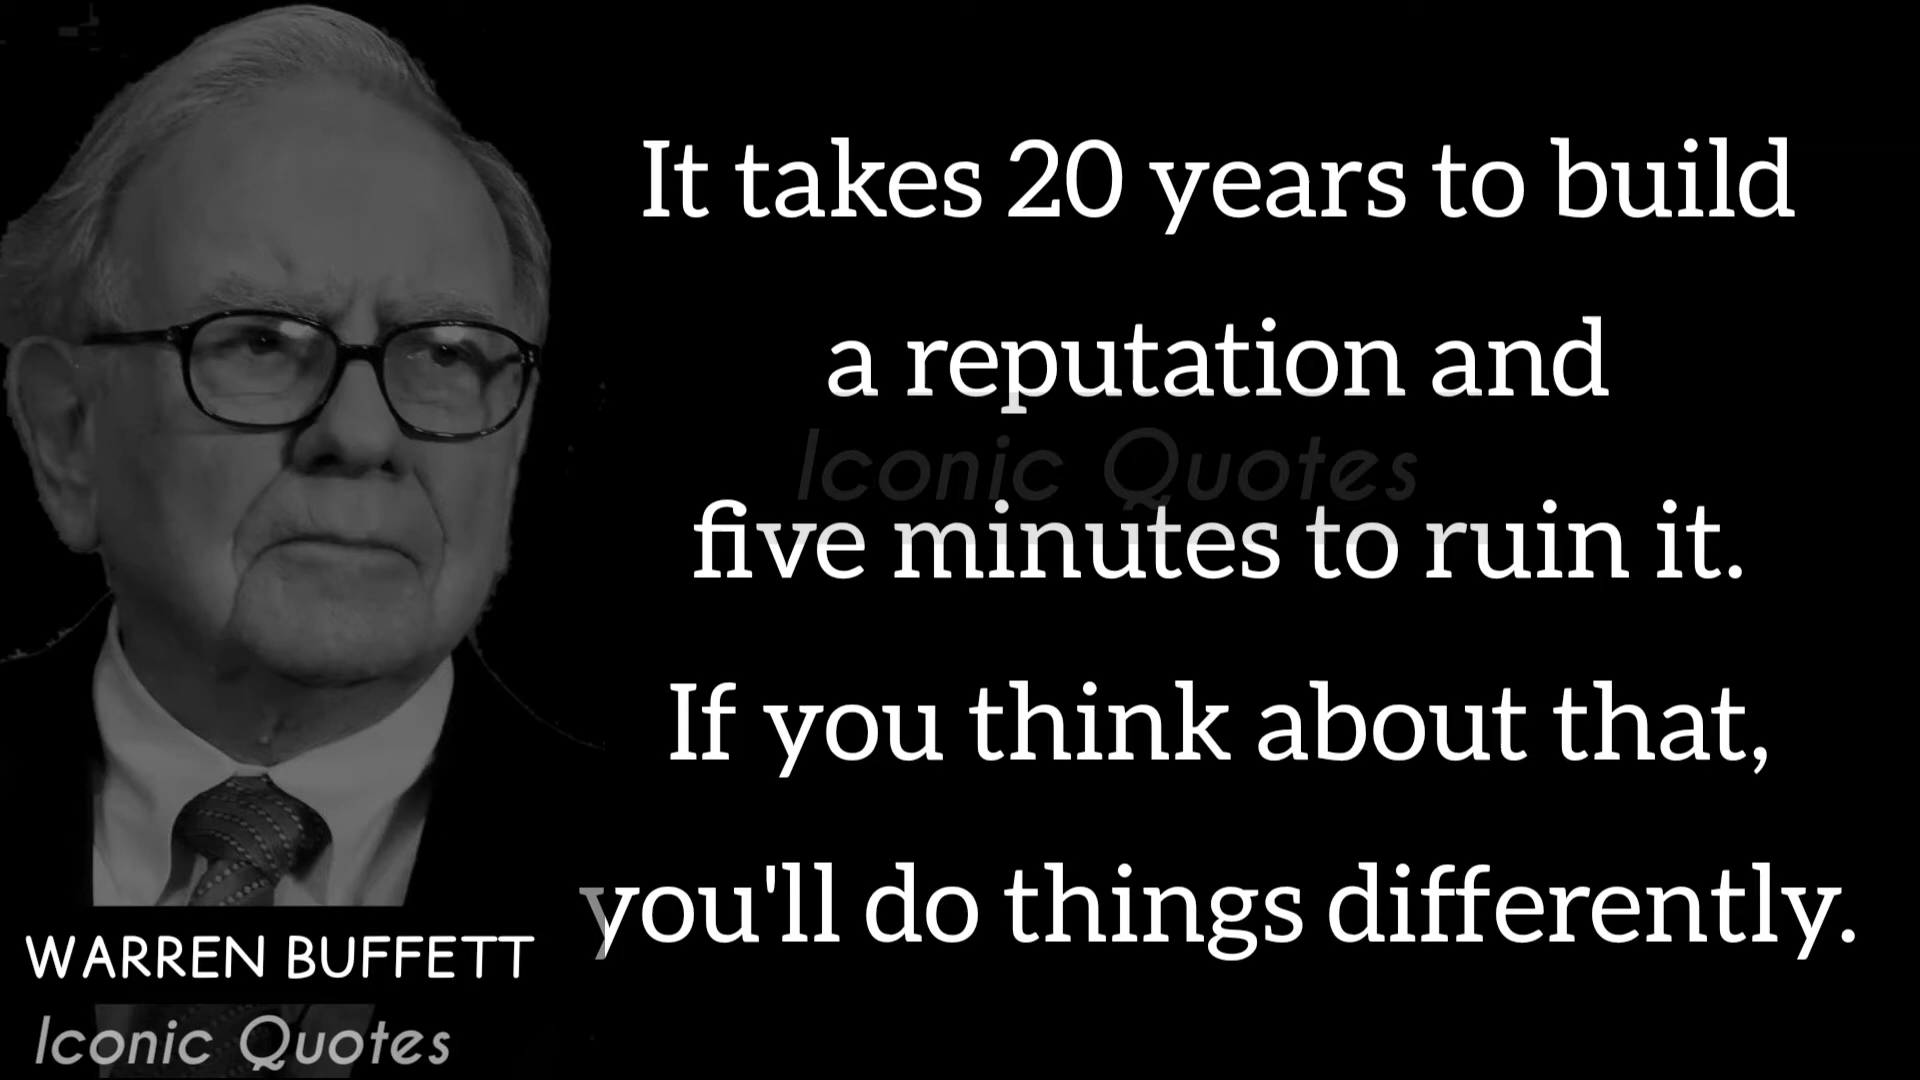 It takes 20 years to build
a reputation and
Iconic Quotes
five minutes to ruin it.
If you think about that,
you'll do things differently.
WARREN BUFFETT
Iconic Quotes